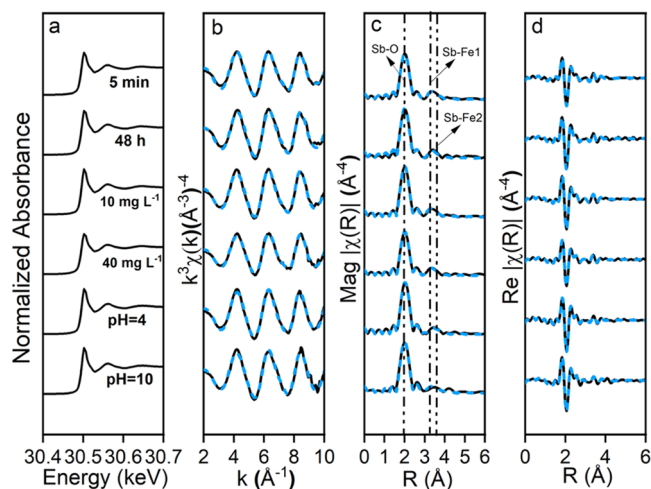 a
b
c
d
Normalized Absorbance
5 min
48 h
10 mg L⁻¹
40 mg L⁻¹
pH=4
pH=10
30.4 30.5 30.6 30.7
Energy (keV)
k³χ(k)(Å⁻³)⁻⁴
2 4 6 8 10
k (Å⁻¹)
Mag |χ(R)| (Å⁻⁴)
Sb-O
Sb-Fe1
Sb-Fe2
0 1 2 3 4 5 6
R (Å)
Re |χ(R)| (Å⁻⁴)
0 2 4 6
R (Å)